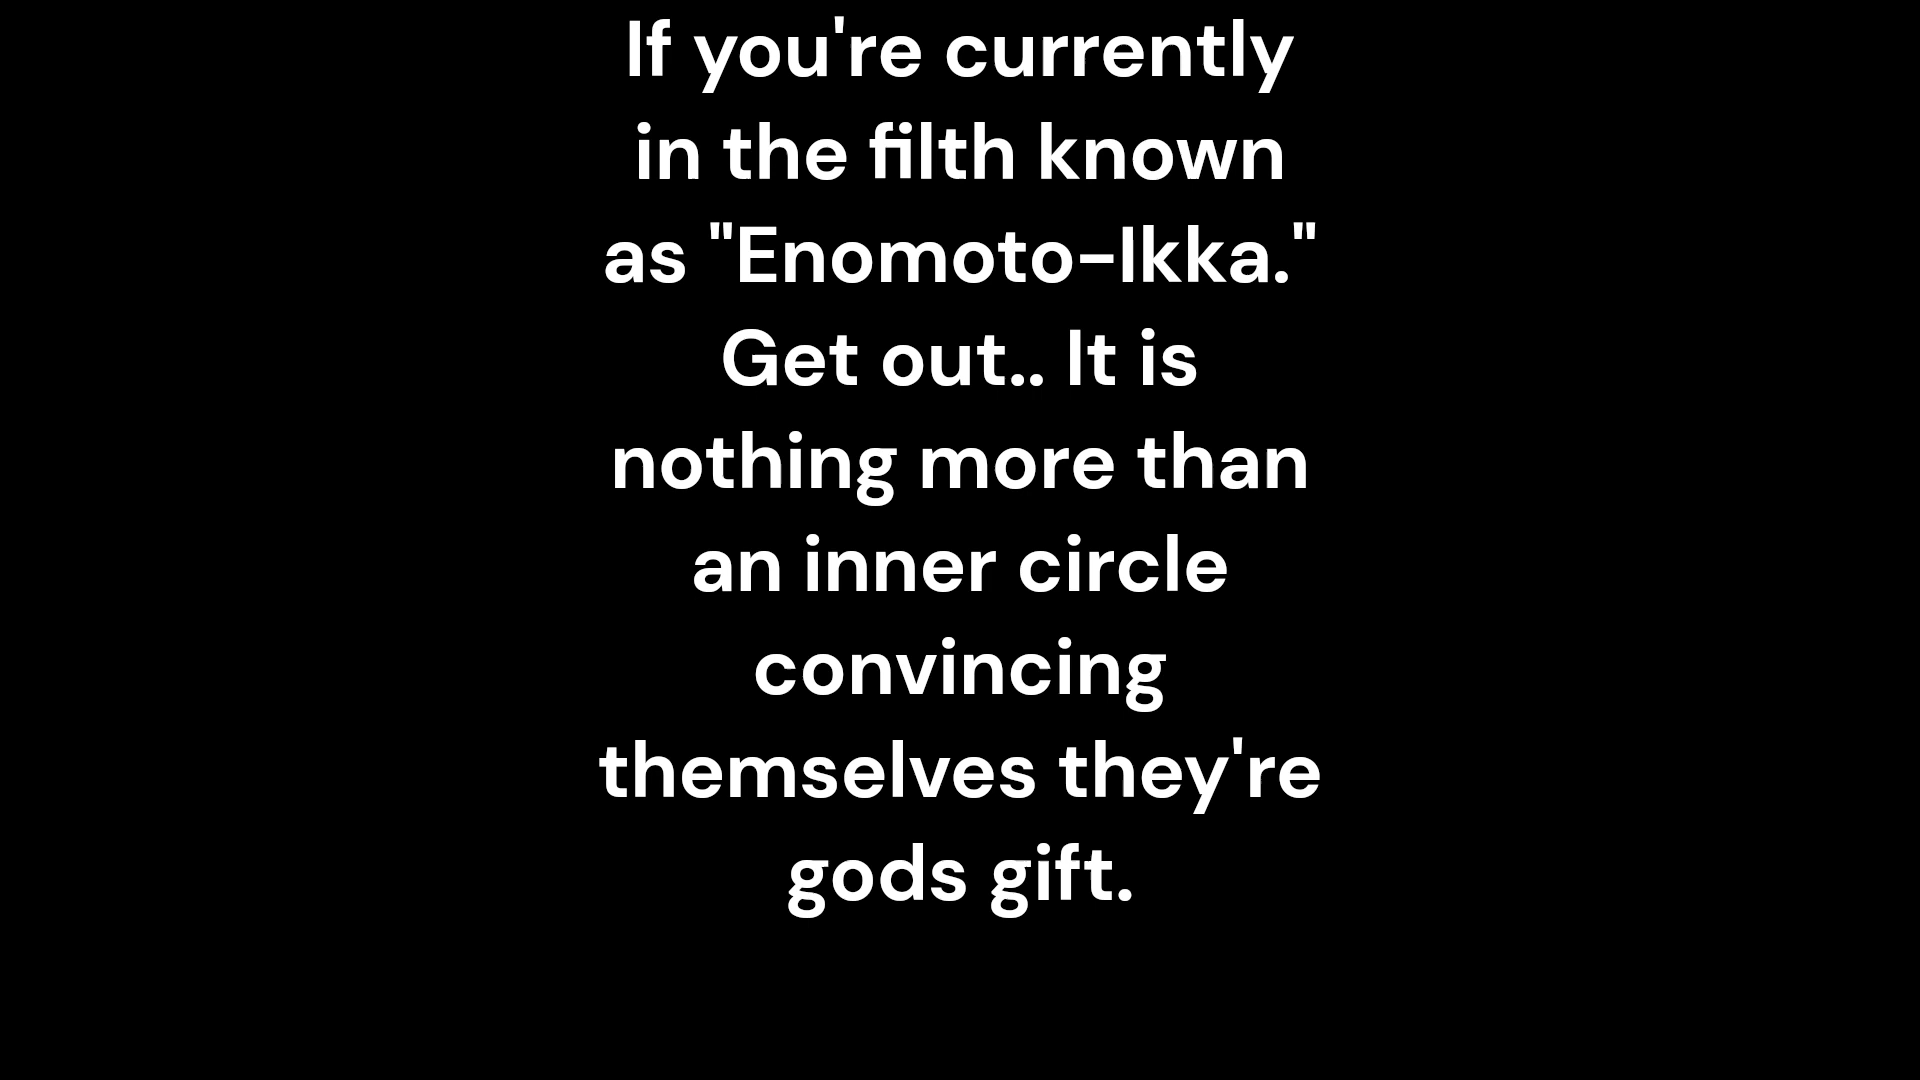 If you're currently
in the filth known
as "Enomoto-Ikka."
Get out.. It is
nothing more than
an inner circle
convincing
themselves they're
gods gift.